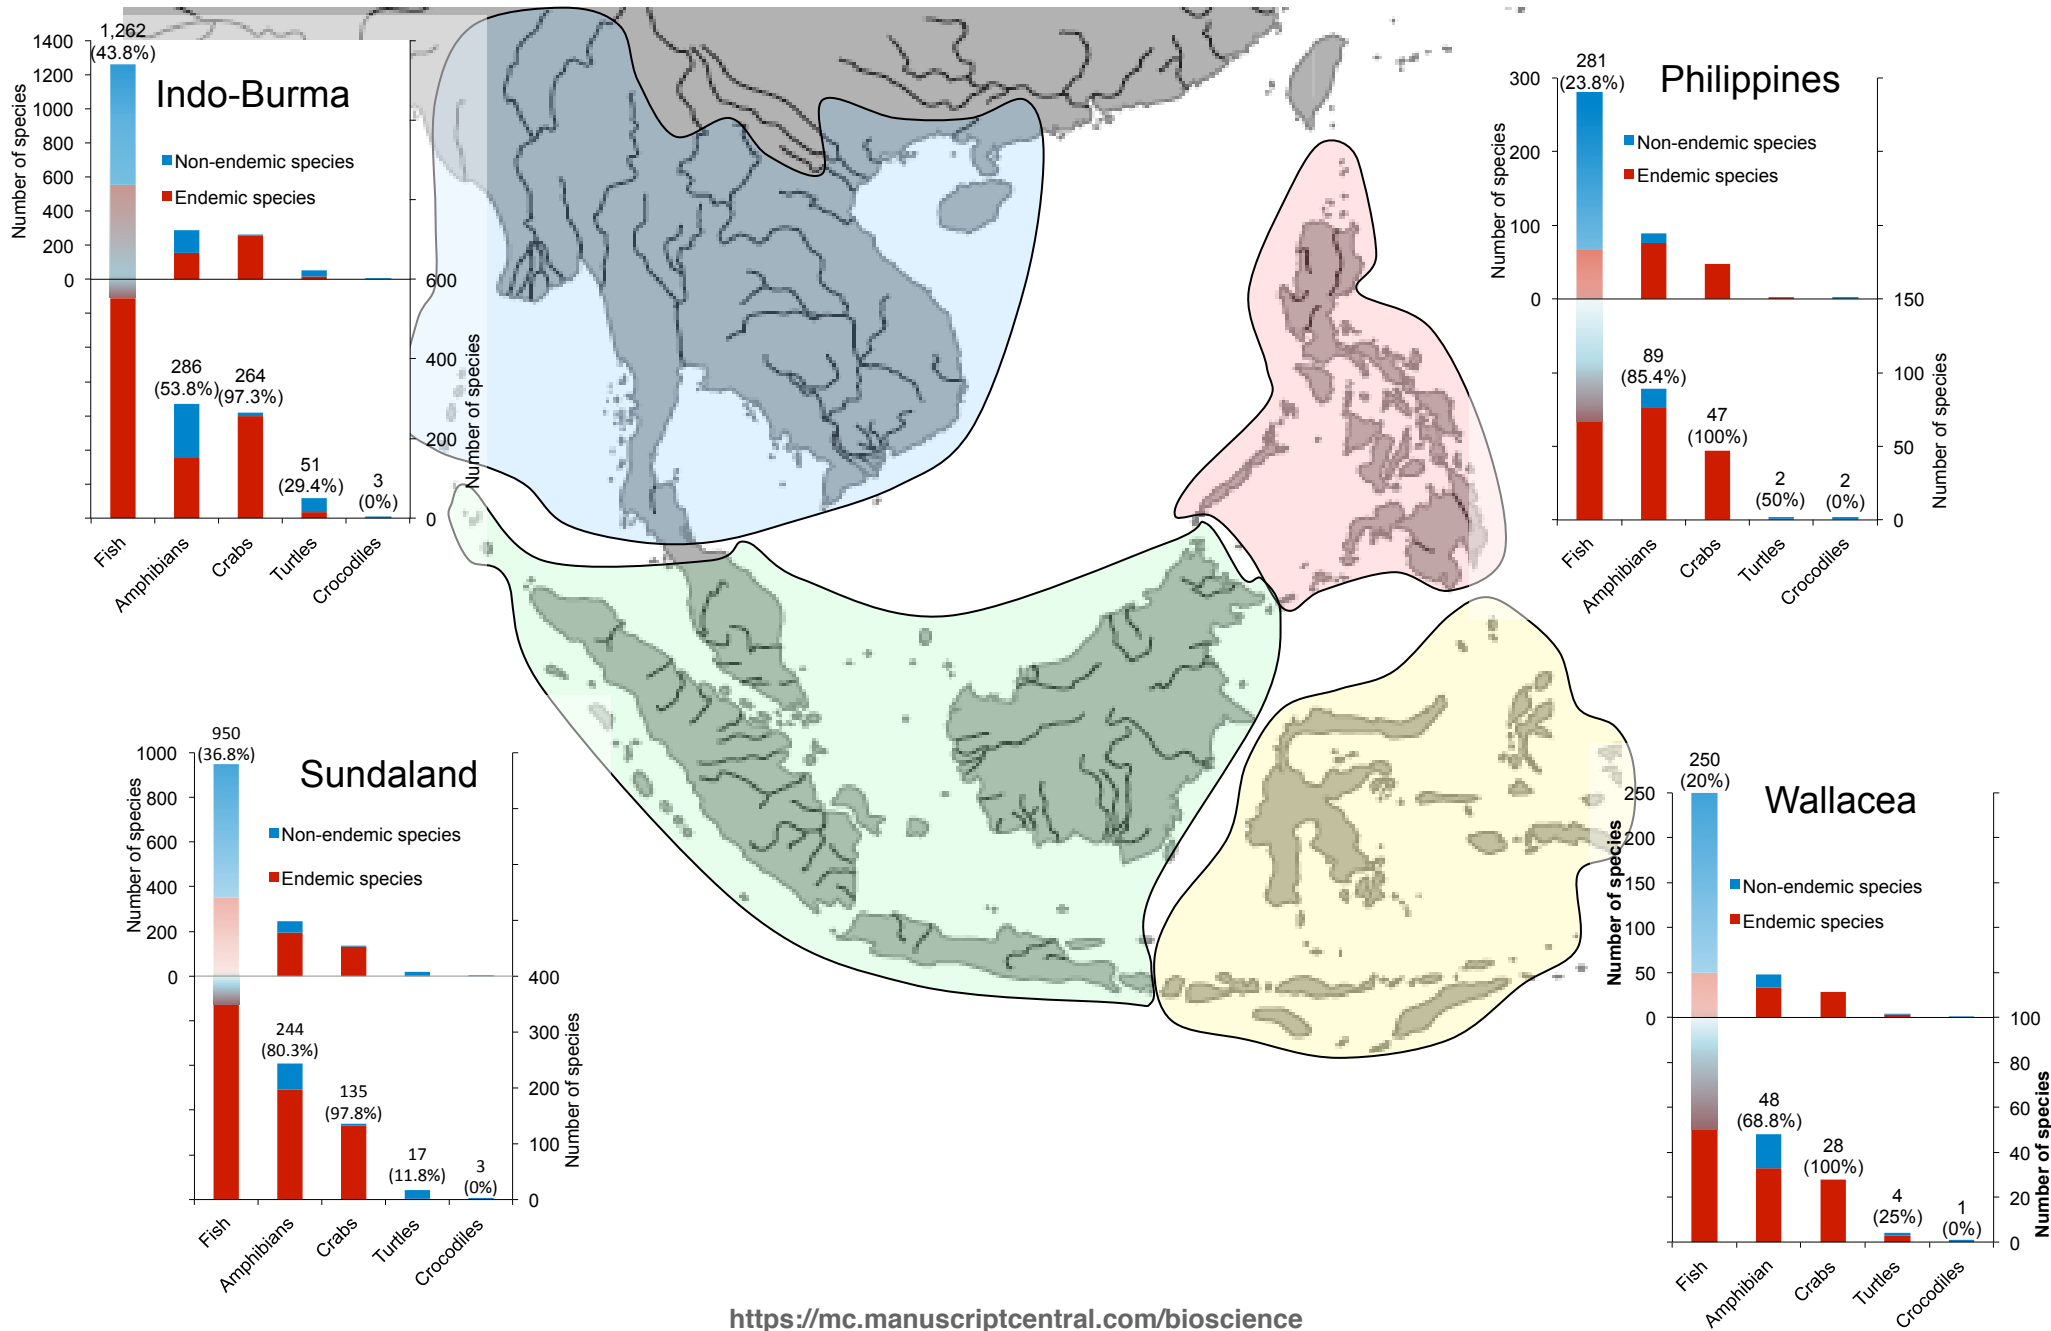 Indo-Burma
1,262
(43.8%)
1400
1200
1000
800
600
400
200
0
Number of species
Non-endemic species
Endemic species
600
400
200
0
Number of species
286
(53.8%)
264
(97.3%)
51
(29.4%)
3
(0%)
Fish
Amphibians
Crabs
Turtles
Crocodiles
Philippines
281
(23.8%)
300
200
100
0
Number of species
Non-endemic species
Endemic species
150
100
50
0
Number of species
89
(85.4%)
47
(100%)
2
(50%)
2
(0%)
Fish
Amphibians
Crabs
Turtles
Crocodiles
Sundaland
950
(36.8%)
1000
800
600
400
200
0
Number of species
Non-endemic species
Endemic species
400
300
200
100
0
Number of species
244
(80.3%)
135
(97.8%)
17
(11.8%)
3
(0%)
Fish
Amphibians
Crabs
Turtles
Crocodiles
Wallacea
250
(20%)
250
200
150
100
50
0
Number of species
Non-endemic species
Endemic species
100
80
60
40
20
0
Number of species
48
(68.8%)
28
(100%)
4
(25%)
1
(0%)
Fish
Amphibian
Crabs
Turtles
Crocodiles
https://mc.manuscriptcentral.com/bioscience